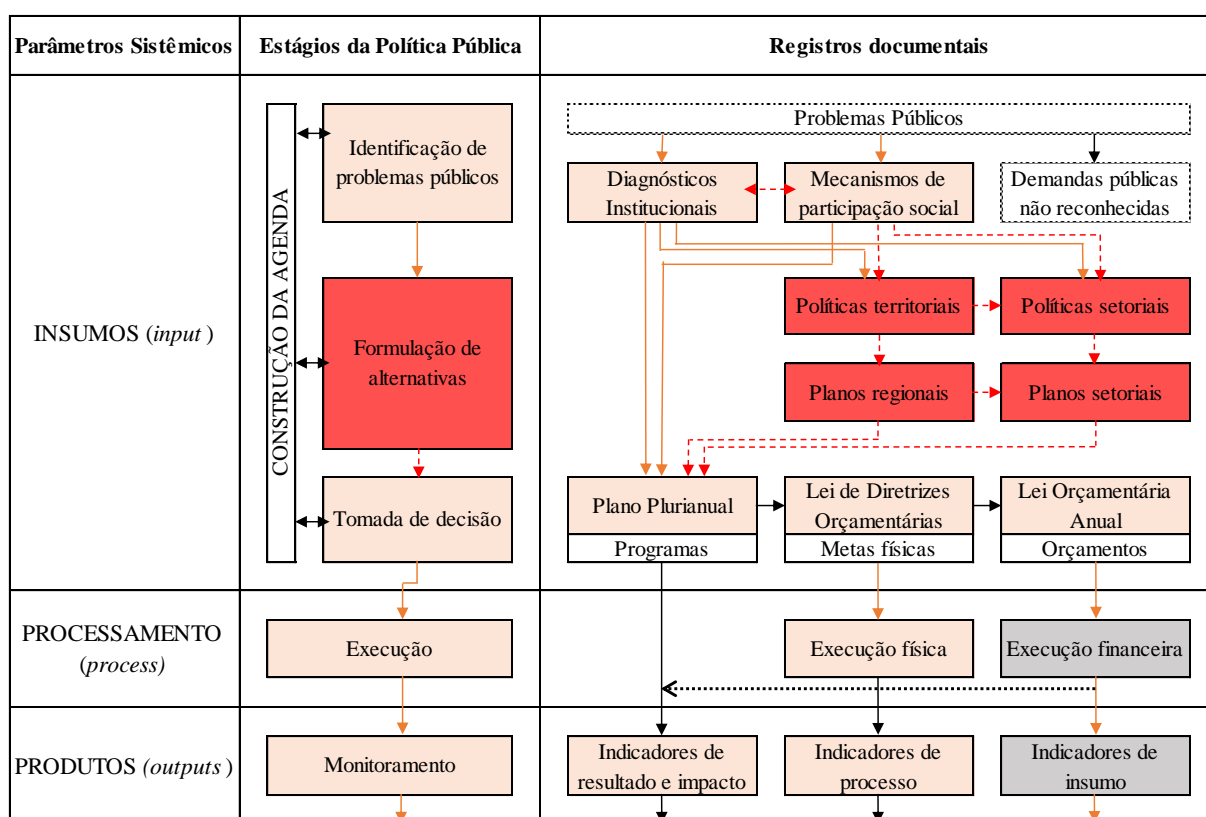 Parâmetros Sistêmicos
Estágios da Política Pública
Registros documentais
INSUMOS (input )
CONSTRUÇÃO DA AGENDA
Identificação de
problemas públicos
Formulação de
alternativas
Tomada de decisão
Problemas Públicos
Diagnósticos
Institucionais
Mecanismos de
participação social
Demandas públicas
não reconhecidas
Políticas territoriais
Políticas setoriais
Planos regionais
Planos setoriais
Plano Plurianual
Programas
Lei de Diretrizes
Orçamentárias
Metas físicas
Lei Orçamentária
Anual
Orçamentos
PROCESSAMENTO
(process)
Execução
Execução física
Execução financeira
PRODUTOS (outputs )
Monitoramento
Indicadores de
resultado e impacto
Indicadores de
processo
Indicadores de
insumo